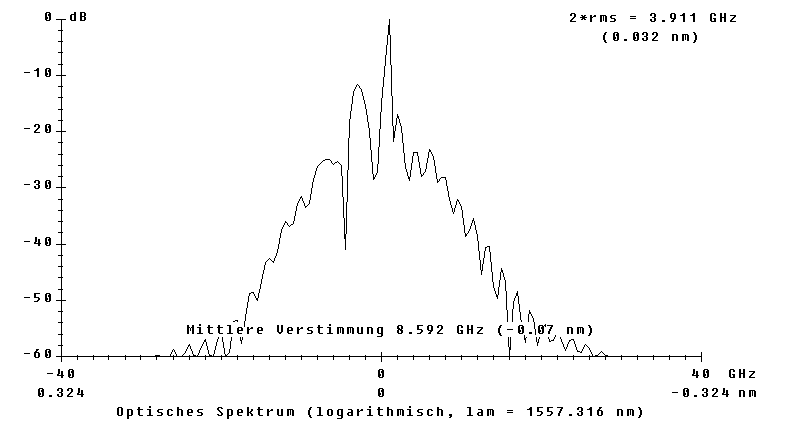 0 dB
2*rms = 3.911 GHz
(0.032 nm)
-10
-20
-30
-40
-50
Mittlere Verstimmung 8.592 GHz (-0.07 nm)
-60
-40 0 40 GHz
0.324 0 -0.324 nm
Optisches Spektrum (logarithmisch, lam = 1557.316 nm)